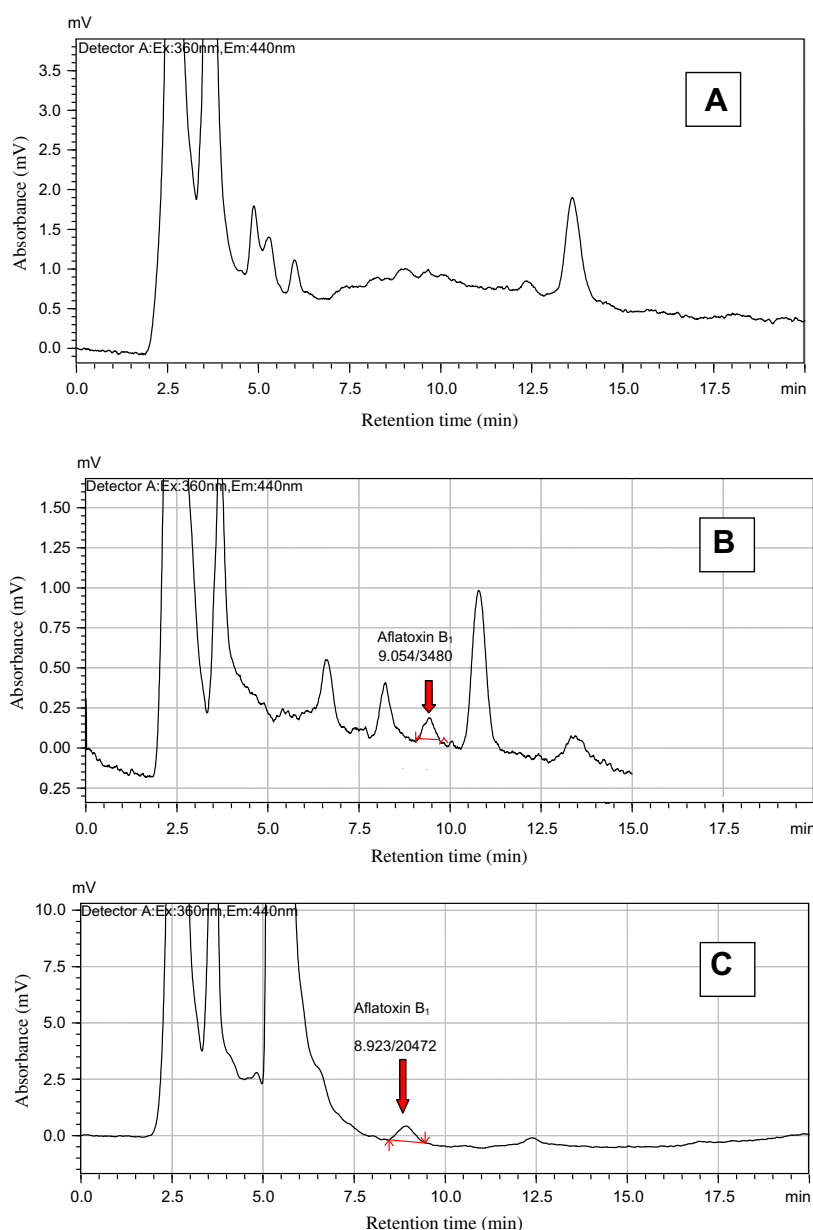 mV
Detector A:Ex:360nm,Em:440nm
A
3.5
3.0
2.5
2.0
1.5
1.0
0.5
0.0
Absorbance (mV)
0.0 2.5 5.0 7.5 10.0 12.5 15.0 17.5 min
Retention time (min)
mV
Detector A:Ex:360nm,Em:440nm
B
1.50
1.25
1.00
0.75
0.50
0.25
0.00
0.25
Absorbance (mV)
Aflatoxin B₁
9.054/3480
0.0 2.5 5.0 7.5 10.0 12.5 15.0 17.5 min
Retention time (min)
mV
Detector A:Ex:360nm,Em:440nm
C
10.0
7.5
5.0
2.5
0.0
Absorbance (mV)
Aflatoxin B₁
8.923/20472
0.0 2.5 5.0 7.5 10.0 12.5 15.0 17.5 min
Retention time (min)